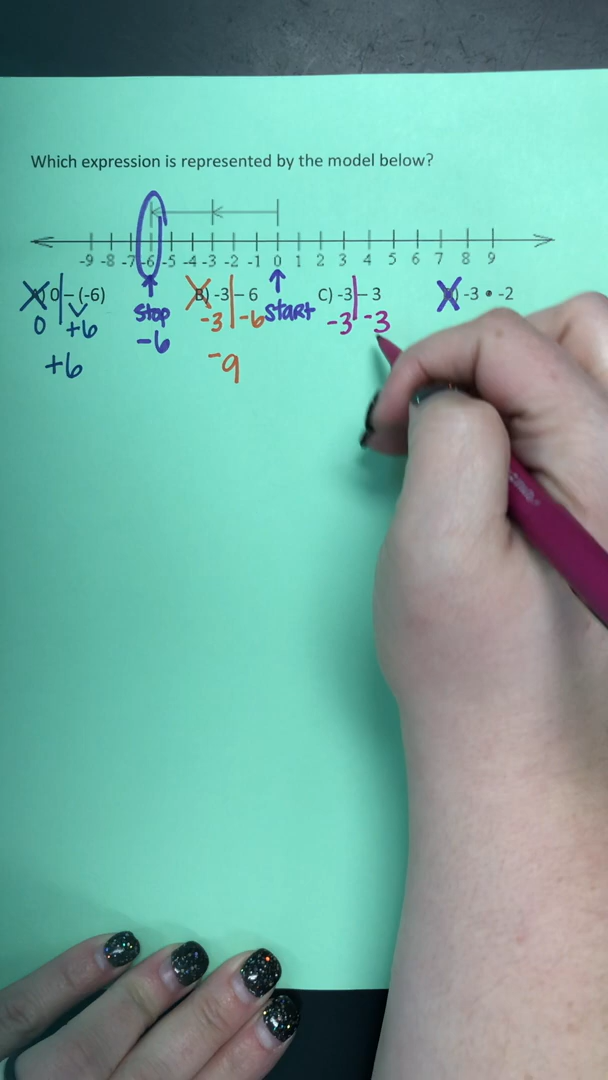 Which expression is represented by the model below?
-9 -8 -7 -6 -5 -4 -3 -2 -1 0 1 2 3 4 5 6 7 8 9
0 – (-6) B) -3 – 6 C) -3 – 3 -3 • -2
0 +6 Stop -3 -6 Start -3 -3
-6
+6 -9